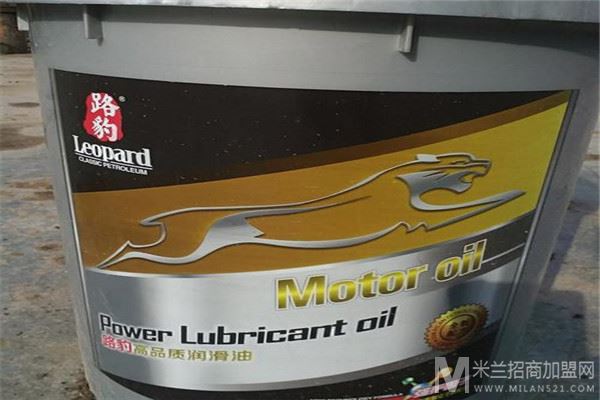 路豹®
Leopard
CLASSIC PETROLEUM
Motor oil
Power Lubricant oil
路豹高品质润滑油
米兰招商加盟网
WWW.MILAN521.COM